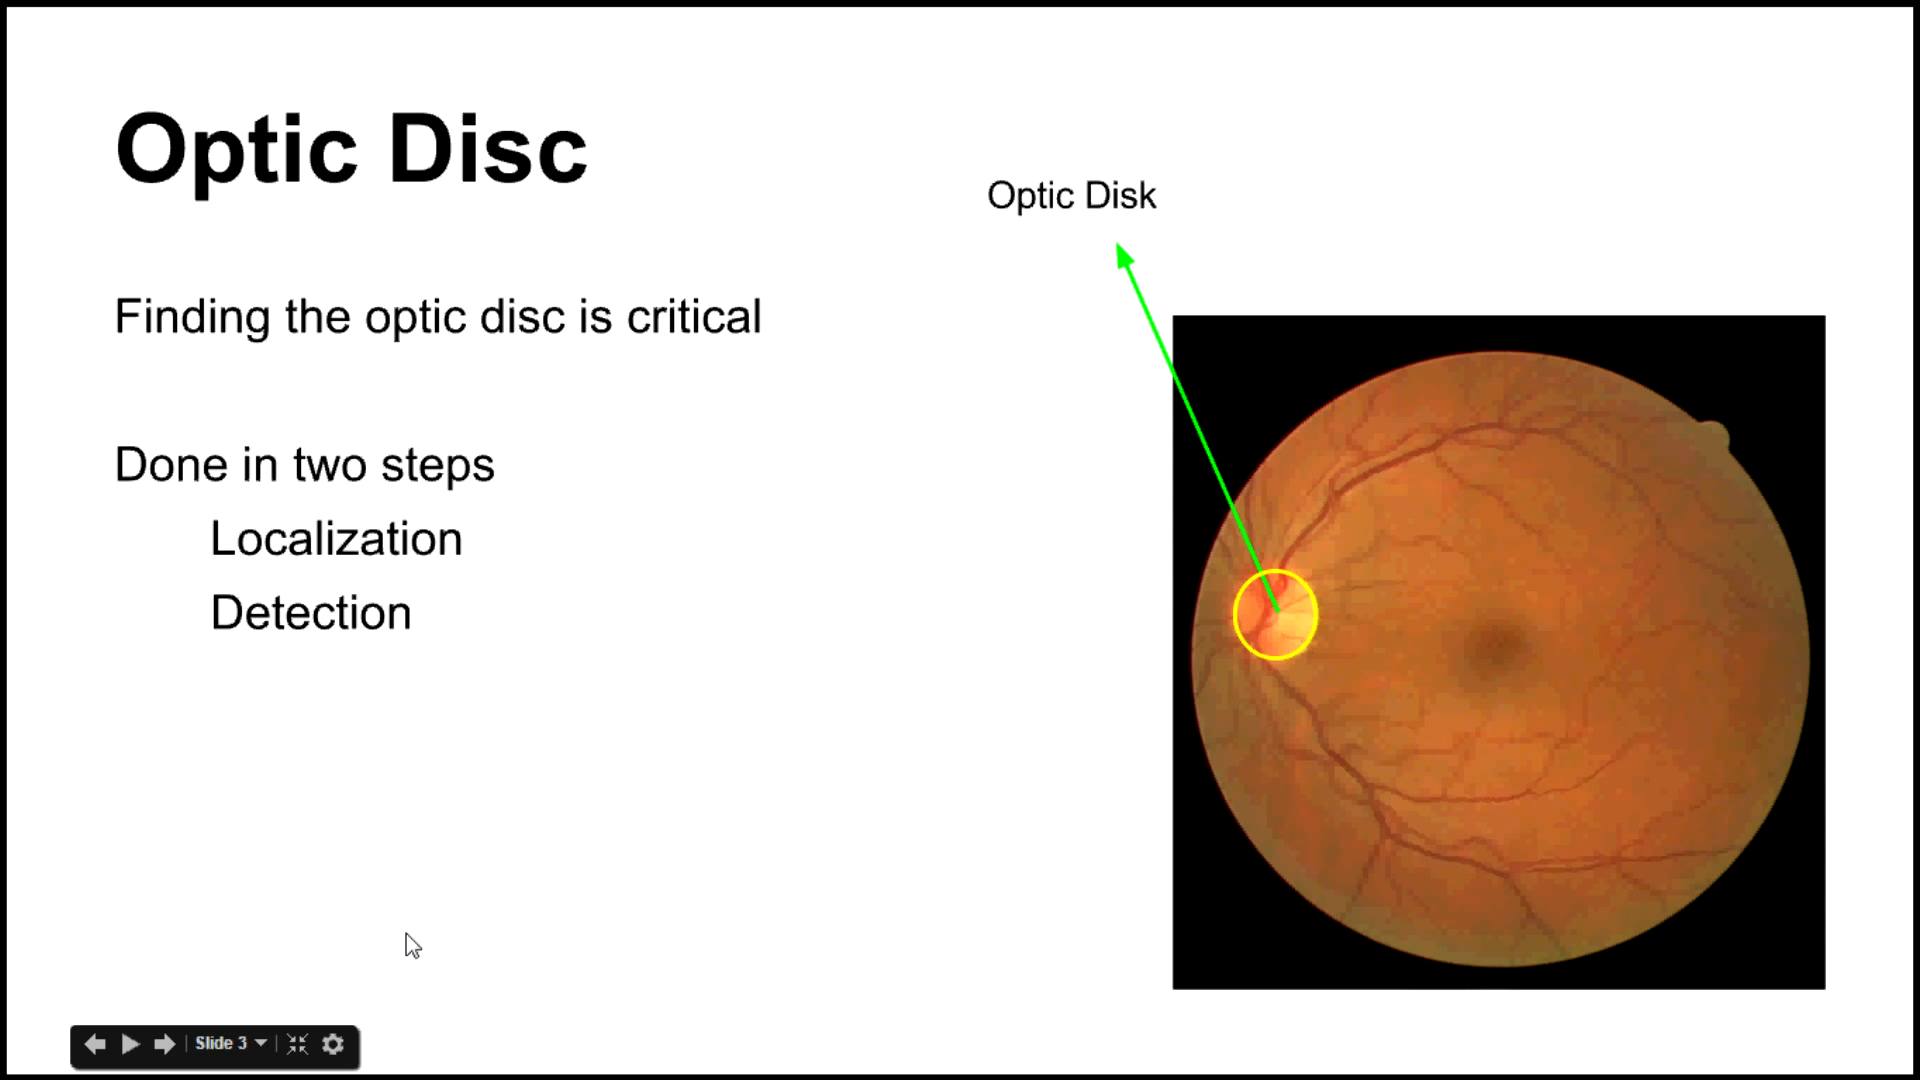 Optic Disc
Optic Disk
Finding the optic disc is critical
Done in two steps
Localization
Detection
Slide 3